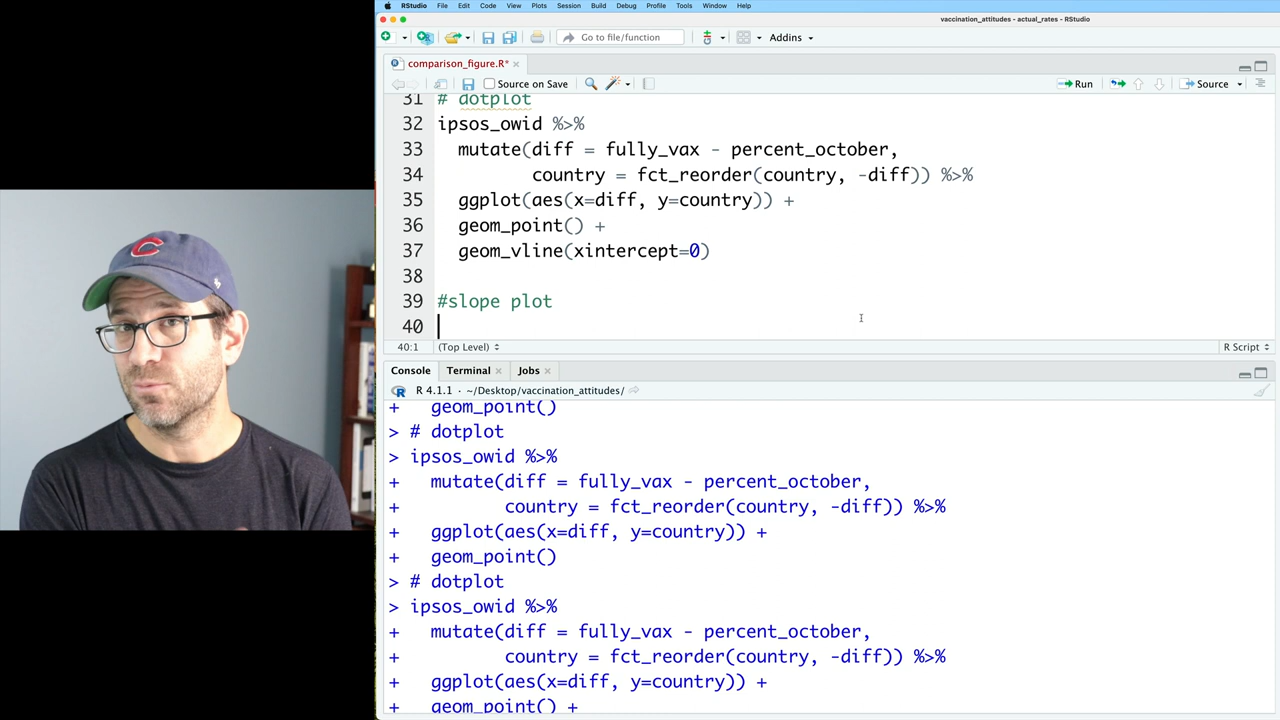 RStudio File Edit Code View Plots Session Build Debug Profile Tools Window Help
vaccination_attitudes - actual_rates - RStudio
Go to file/function Addins
comparison_figure.R*
Source on Save Run Source
31 # dotplot
32 ipsos_owid %>%
33 mutate(diff = fully_vax - percent_october,
34 country = fct_reorder(country, -diff)) %>%
35 ggplot(aes(x=diff, y=country)) +
36 geom_point() +
37 geom_vline(xintercept=0)
38
39 #slope plot
40
40:1 (Top Level) R Script
Console Terminal Jobs
R 4.1.1 · ~/Desktop/vaccination_attitudes/
+ geom_point()
> # dotplot
> ipsos_owid %>%
+ mutate(diff = fully_vax - percent_october,
+ country = fct_reorder(country, -diff)) %>%
+ ggplot(aes(x=diff, y=country)) +
+ geom_point()
> # dotplot
> ipsos_owid %>%
+ mutate(diff = fully_vax - percent_october,
+ country = fct_reorder(country, -diff)) %>%
+ ggplot(aes(x=diff, y=country)) +
+ geom_point() +
C